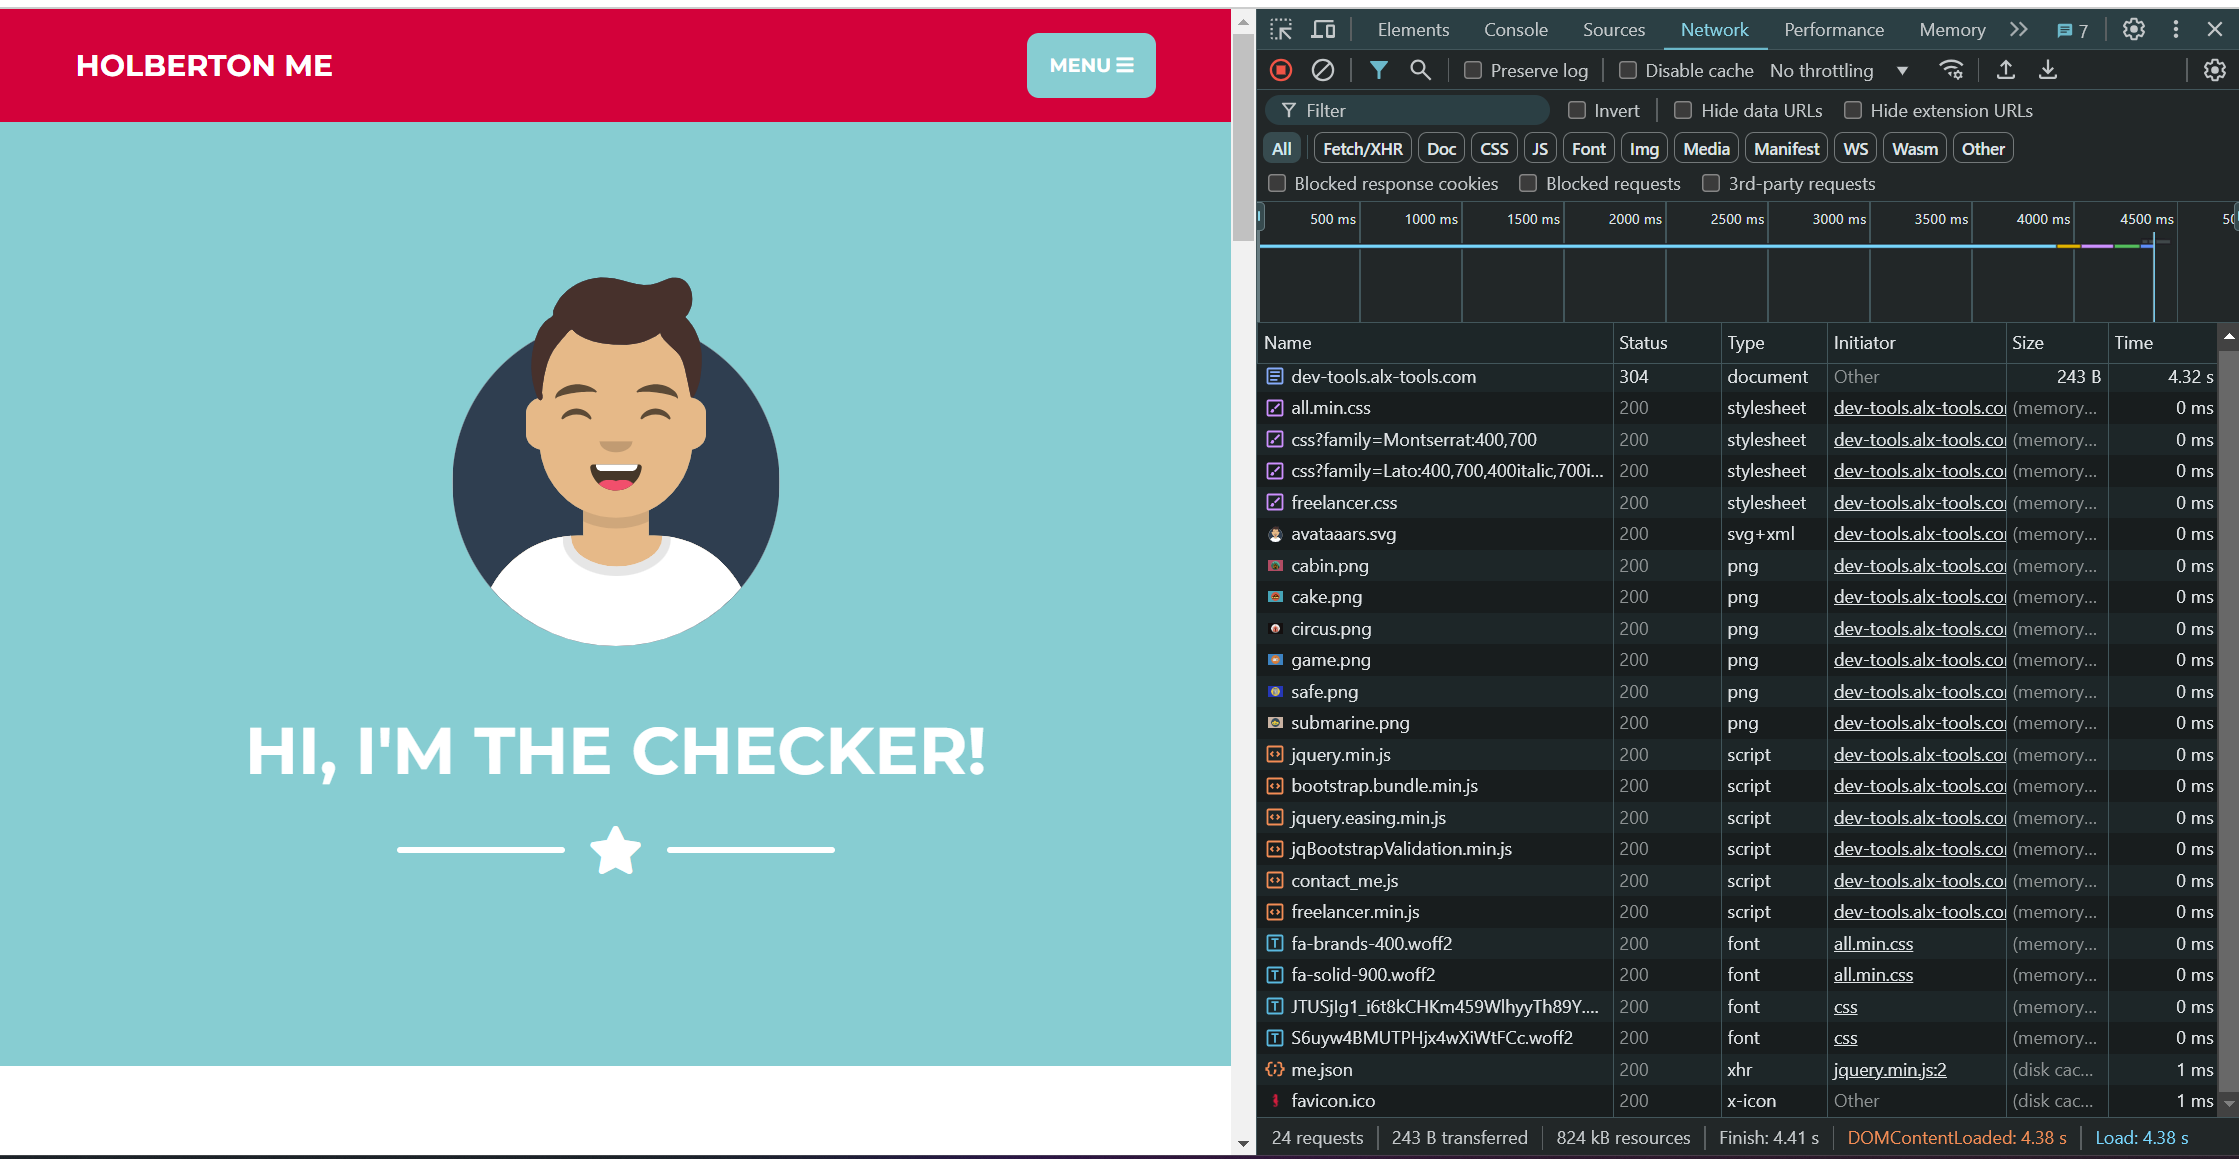 HOLBERTON ME
MENU
HI, I'M THE CHECKER!
Elements Console Sources Network Performance Memory 7
Preserve log Disable cache No throttling
Filter Invert Hide data URLs Hide extension URLs
All Fetch/XHR Doc CSS JS Font Img Media Manifest WS Wasm Other
Blocked response cookies Blocked requests 3rd-party requests
500 ms 1000 ms 1500 ms 2000 ms 2500 ms 3000 ms 3500 ms 4000 ms 4500 ms
Name Status Type Initiator Size Time
dev-tools.alx-tools.com 304 document Other 243 B 4.32 s
all.min.css 200 stylesheet dev-tools.alx-tools.co (memory... 0 ms
css?family=Montserrat:400,700 200 stylesheet dev-tools.alx-tools.co (memory... 0 ms
css?family=Lato:400,700,400italic,700i... 200 stylesheet dev-tools.alx-tools.co (memory... 0 ms
freelancer.css 200 stylesheet dev-tools.alx-tools.co (memory... 0 ms
avataaars.svg 200 svg+xml dev-tools.alx-tools.co (memory... 0 ms
cabin.png 200 png dev-tools.alx-tools.co (memory... 0 ms
cake.png 200 png dev-tools.alx-tools.co (memory... 0 ms
circus.png 200 png dev-tools.alx-tools.co (memory... 0 ms
game.png 200 png dev-tools.alx-tools.co (memory... 0 ms
safe.png 200 png dev-tools.alx-tools.co (memory... 0 ms
submarine.png 200 png dev-tools.alx-tools.co (memory... 0 ms
jquery.min.js 200 script dev-tools.alx-tools.co (memory... 0 ms
bootstrap.bundle.min.js 200 script dev-tools.alx-tools.co (memory... 0 ms
jquery.easing.min.js 200 script dev-tools.alx-tools.co (memory... 0 ms
jqBootstrapValidation.min.js 200 script dev-tools.alx-tools.co (memory... 0 ms
contact_me.js 200 script dev-tools.alx-tools.co (memory... 0 ms
freelancer.min.js 200 script dev-tools.alx-tools.co (memory... 0 ms
fa-brands-400.woff2 200 font all.min.css (memory... 0 ms
fa-solid-900.woff2 200 font all.min.css (memory... 0 ms
JTUSjIg1_i6t8kCHKm459WlhyyTh89Y.... 200 font css (memory... 0 ms
S6uyw4BMUTPHjx4wXiWtFCc.woff2 200 font css (memory... 0 ms
me.json 200 xhr jquery.min.js:2 (disk cac... 1 ms
favicon.ico 200 x-icon Other (disk cac... 1 ms
24 requests 243 B transferred 824 kB resources Finish: 4.41 s DOMContentLoaded: 4.38 s Load: 4.38 s